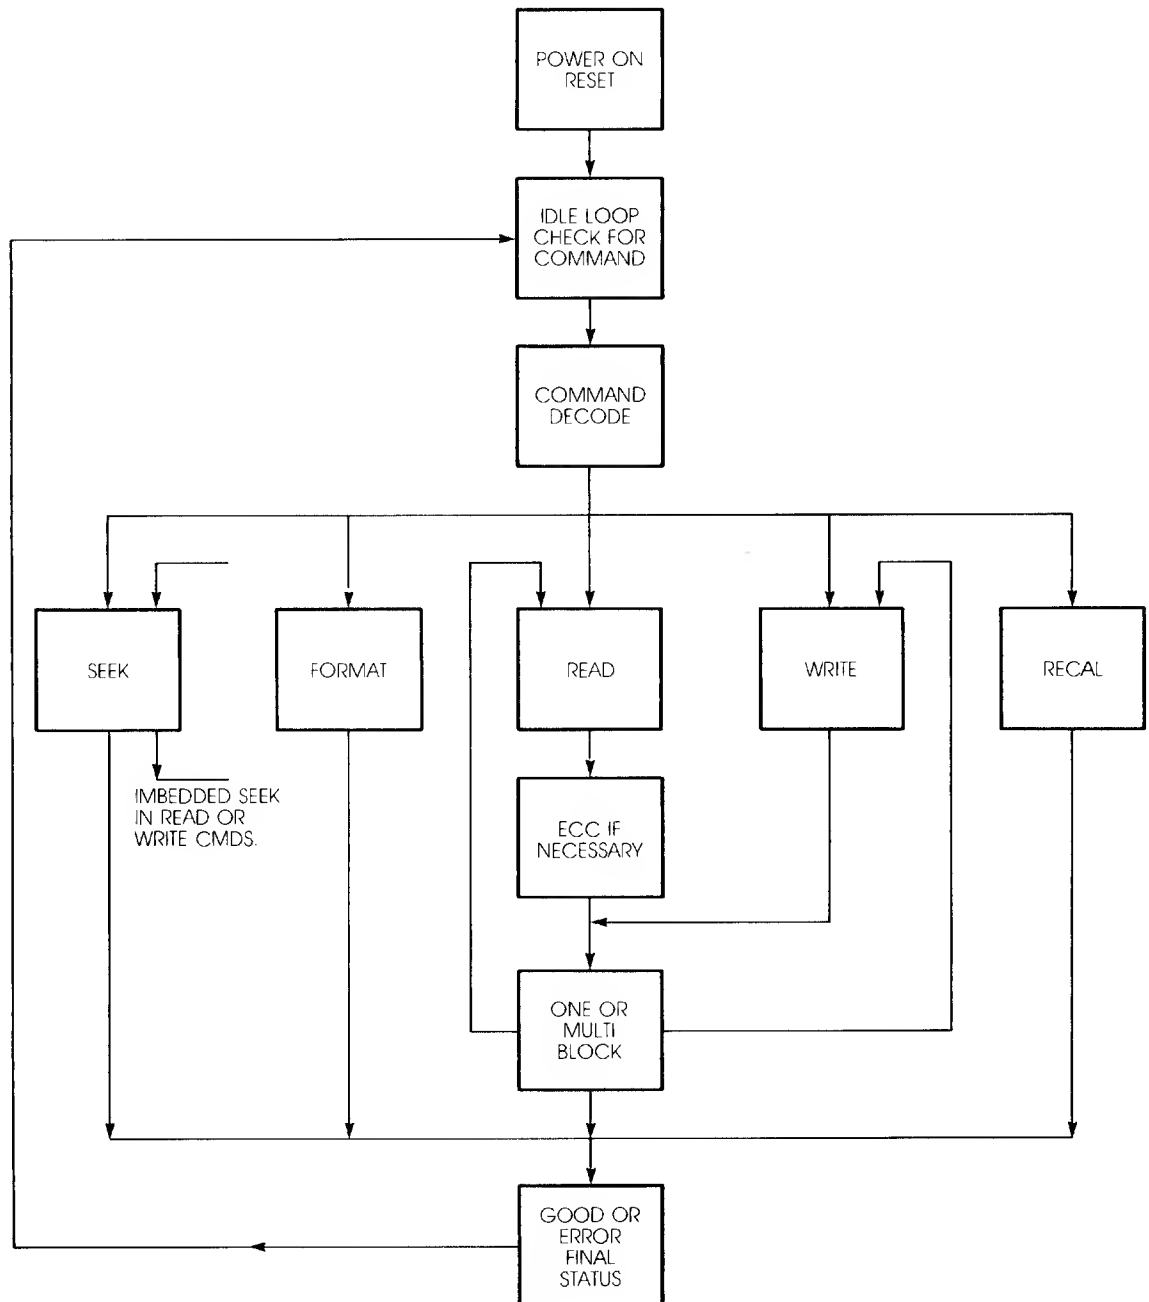 POWER ON
RESET
IDLE LOOP
CHECK FOR
COMMAND
COMMAND
DECODE
SEEK
FORMAT
READ
WRITE
RECAL
IMBEDDED SEEK
IN READ OR
WRITE CMDS.
ECC IF
NECESSARY
ONE OR
MULTI
BLOCK
GOOD OR
ERROR
FINAL
STATUS